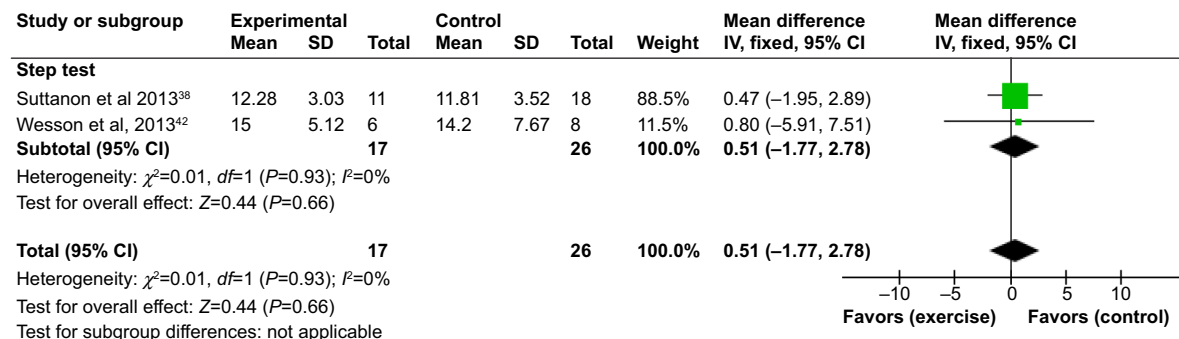 Study or subgroup Experimental Control Mean difference Mean difference
Mean SD Total Mean SD Total Weight IV, fixed, 95% CI IV, fixed, 95% CI
Step test
Suttanon et al 2013³⁸ 12.28 3.03 11 11.81 3.52 18 88.5% 0.47 (–1.95, 2.89)
Wesson et al, 2013⁴² 15 5.12 6 14.2 7.67 8 11.5% 0.80 (–5.91, 7.51)
Subtotal (95% CI) 17 26 100.0% 0.51 (–1.77, 2.78)
Heterogeneity: χ²=0.01, df=1 (P=0.93); I²=0%
Test for overall effect: Z=0.44 (P=0.66)
Total (95% CI) 17 26 100.0% 0.51 (–1.77, 2.78)
Heterogeneity: χ²=0.01, df=1 (P=0.93); I²=0%
Test for overall effect: Z=0.44 (P=0.66)
Test for subgroup differences: not applicable
–10 –5 0 5 10
Favors (exercise) Favors (control)